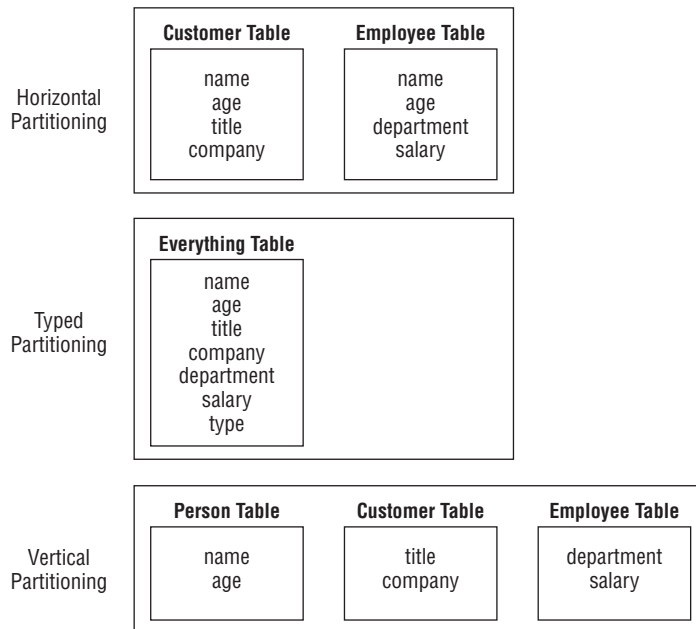 Customer Table
Employee Table
Horizontal
Partitioning
name
age
title
company
name
age
department
salary
Everything Table
Typed
Partitioning
name
age
title
company
department
salary
type
Person Table
Customer Table
Employee Table
Vertical
Partitioning
name
age
title
company
department
salary